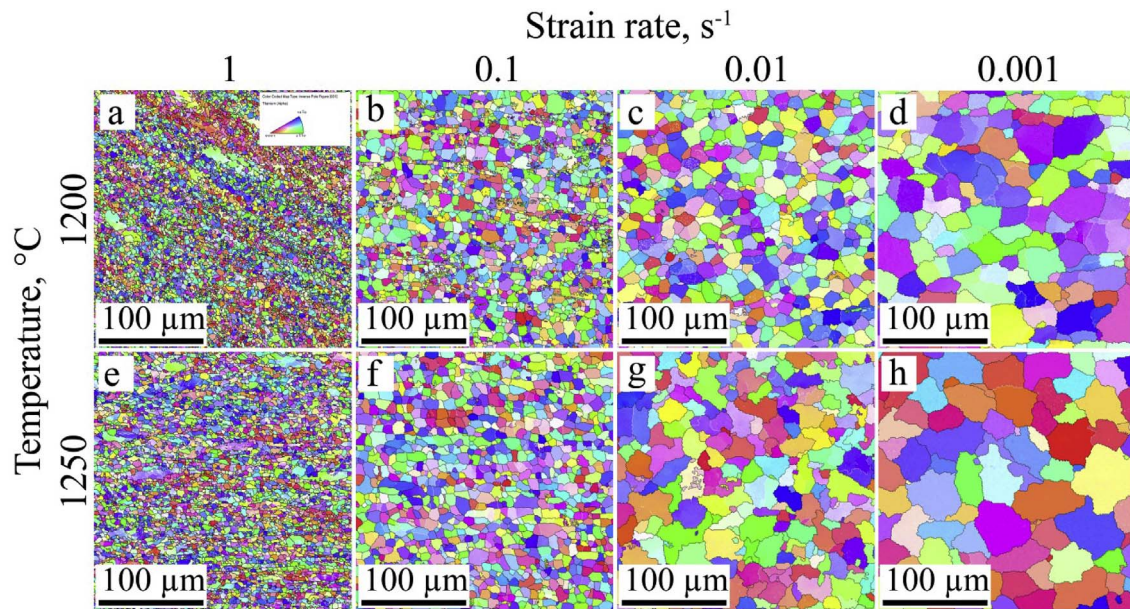 Strain rate, s⁻¹
1 0.1 0.01 0.001
Temperature, °C
1200
a b c d
100 µm 100 µm 100 µm 100 µm
1250
e f g h
100 µm 100 µm 100 µm 100 µm